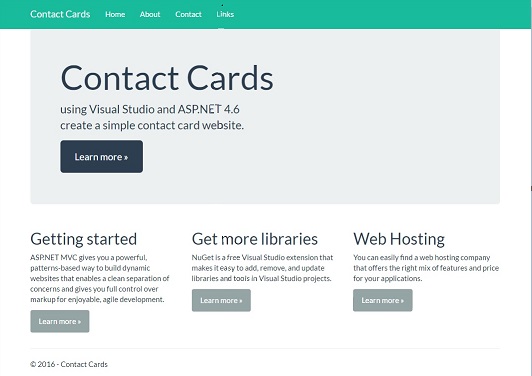 Contact Cards Home About Contact Links
Contact Cards
using Visual Studio and ASP.NET 4.6
create a simple contact card website.
Learn more »
Getting started
ASP.NET MVC gives you a powerful,
patterns-based way to build dynamic
websites that enables a clean separation of
concerns and gives you full control over
markup for enjoyable, agile development.
Learn more »
Get more libraries
NuGet is a free Visual Studio extension that
makes it easy to add, remove, and update
libraries and tools in Visual Studio projects.
Learn more »
Web Hosting
You can easily find a web hosting company
that offers the right mix of features and price
for your applications.
Learn more »
© 2016 - Contact Cards